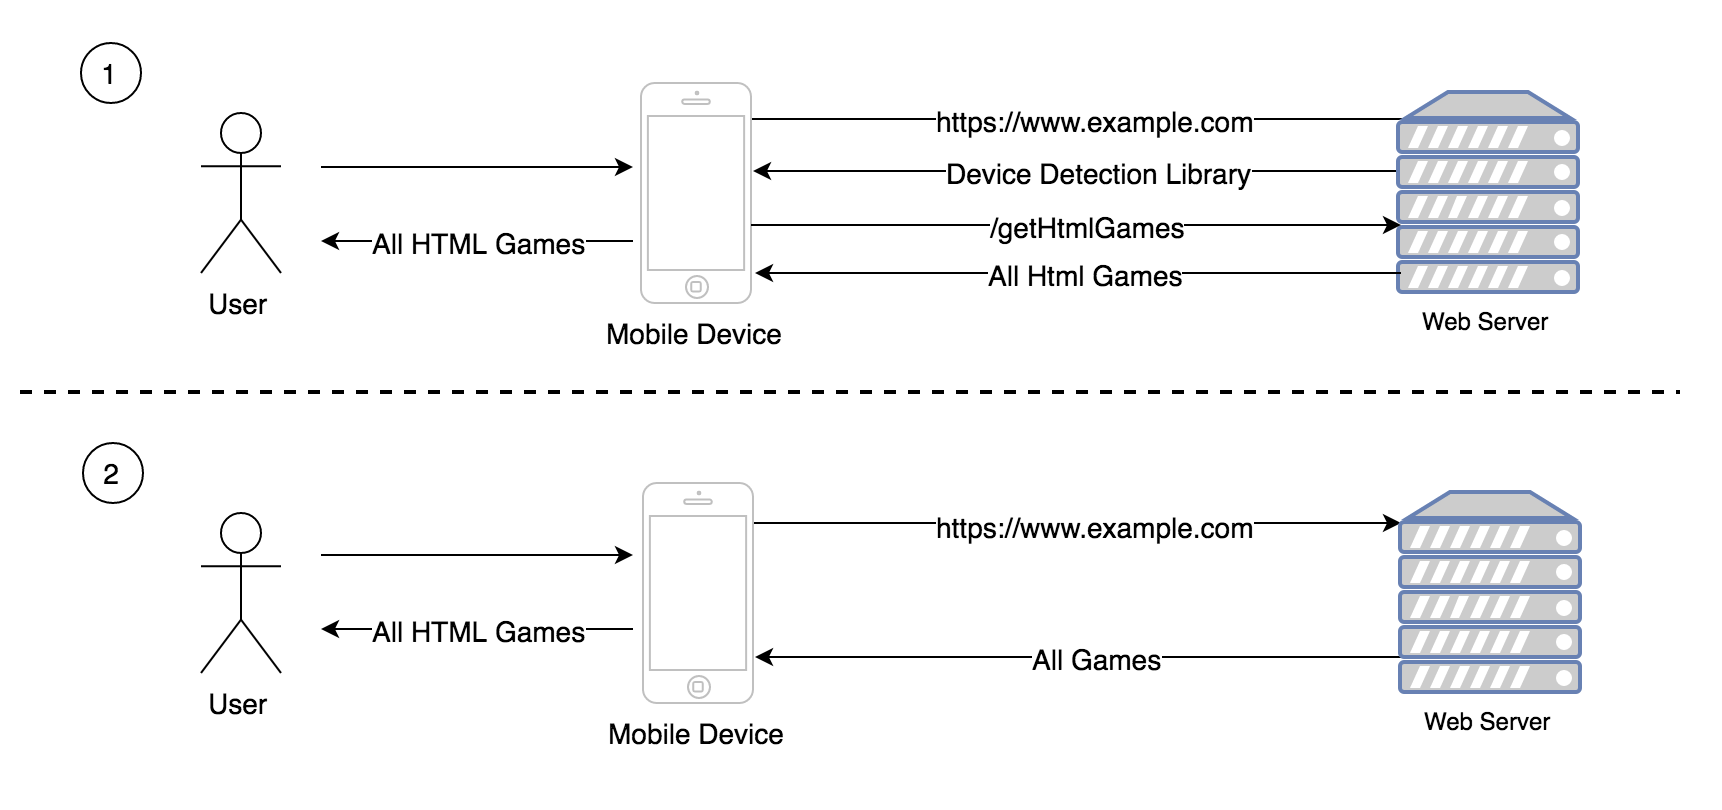 1
https://www.example.com
Device Detection Library
/getHtmlGames
All HTML Games
All Html Games
User
Mobile Device
Web Server
2
https://www.example.com
All HTML Games
All Games
User
Mobile Device
Web Server